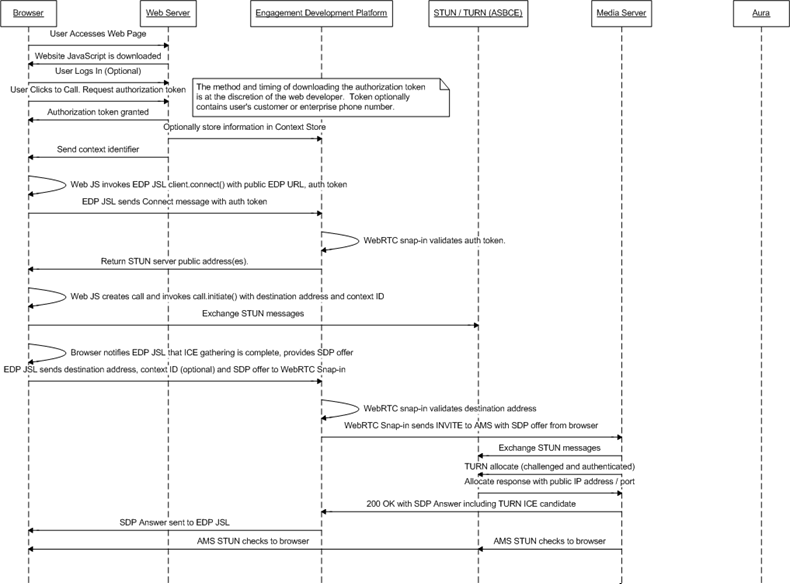 Browser
Web Server
Engagement Development Platform
STUN / TURN (ASBCE)
Media Server
Aura
User Accesses Web Page
Website JavaScript is downloaded
User Logs In (Optional)
User Clicks to Call. Request authorization token
The method and timing of downloading the authorization token
is at the discretion of the web developer.  Token optionally
contains user's customer or enterprise phone number.
Authorization token granted
Optionally store information in Context Store
Send context identifier
Web JS invokes EDP JSL client.connect() with public EDP URL, auth token
EDP JSL sends Connect message with auth token
WebRTC snap-in validates auth token.
Return STUN server public address(es).
Web JS creates call and invokes call.initiate() with destination address and context ID
Exchange STUN messages
Browser notifies EDP JSL that ICE gathering is complete, provides SDP offer
EDP JSL sends destination address, context ID (optional) and SDP offer to WebRTC Snap-in
WebRTC snap-in validates destination address
WebRTC Snap-in sends INVITE to AMS with SDP offer from browser
Exchange STUN messages
TURN allocate (challenged and authenticated)
Allocate response with public IP address / port
200 OK with SDP Answer including TURN ICE candidate
SDP Answer sent to EDP JSL
AMS STUN checks to browser
AMS STUN checks to browser